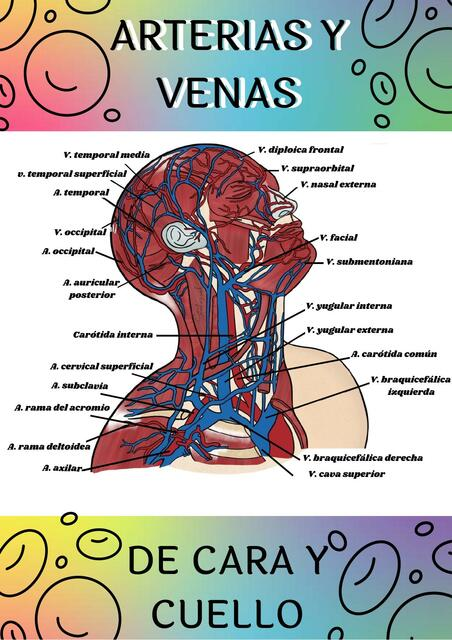 ARTERIAS Y
VENAS
V. temporal media
v. temporal superficial
A. temporal
V. occipital
A. occipital
A. auricular
posterior
Carótida interna
A. cervical superficial
A. subclavia
A. rama del acromio
A. rama deltoidea
A. axilar
V. diploica frontal
V. supraorbital
V. nasal externa
V. facial
V. submentoniana
V. yugular interna
V. yugular externa
A. carótida común
V. braquicefálica
izquierda
V. braquicefálica derecha
V. cava superior
DE CARA Y
CUELLO